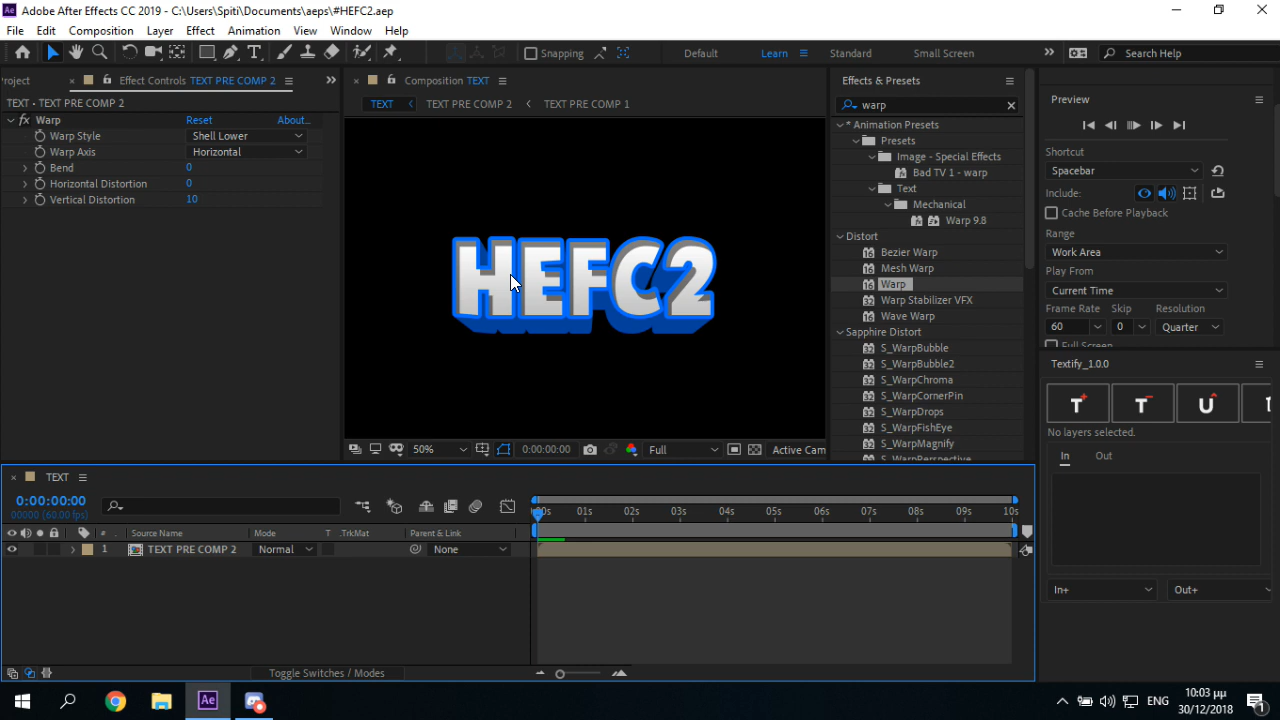 Adobe After Effects CC 2019 - C:\Users\Spiti\Documents\aeps\#HEFC2.aep
File Edit Composition Layer Effect Animation View Window Help
Snapping Default Learn Standard Small Screen Search Help
Project Effect Controls TEXT PRE COMP 2
TEXT • TEXT PRE COMP 2
fx Warp Reset About...
Warp Style Shell Lower
Warp Axis Horizontal
Bend 0
Horizontal Distortion 0
Vertical Distortion 10
Composition TEXT
TEXT TEXT PRE COMP 2 TEXT PRE COMP 1
HEFC2
50% 0:00:00:00 Full Active Cam
Effects & Presets
warp
* Animation Presets
Presets
Image - Special Effects
Bad TV 1 - warp
Text
Mechanical
Warp 9.8
Distort
Bezier Warp
Mesh Warp
Warp
Warp Stabilizer VFX
Wave Warp
Sapphire Distort
S_WarpBubble
S_WarpBubble2
S_WarpChroma
S_WarpCornerPin
S_WarpDrops
S_WarpFishEye
S_WarpMagnify
S_WarpPerspective
Preview
Shortcut
Spacebar
Include:
Cache Before Playback
Range
Work Area
Play From
Current Time
Frame Rate Skip Resolution
60 0 Quarter
Full Screen
Textify_1.0.0
T+ T- U^
No layers selected.
In Out
In+ Out+
TEXT
0:00:00:00
00000 (60.00 fps)
# Source Name Mode T .TrkMat Parent & Link
1 TEXT PRE COMP 2 Normal None
:00s 01s 02s 03s 04s 05s 06s 07s 08s 09s 10s
Toggle Switches / Modes
Ae
ΕΝG
10:03 μμ
30/12/2018
1